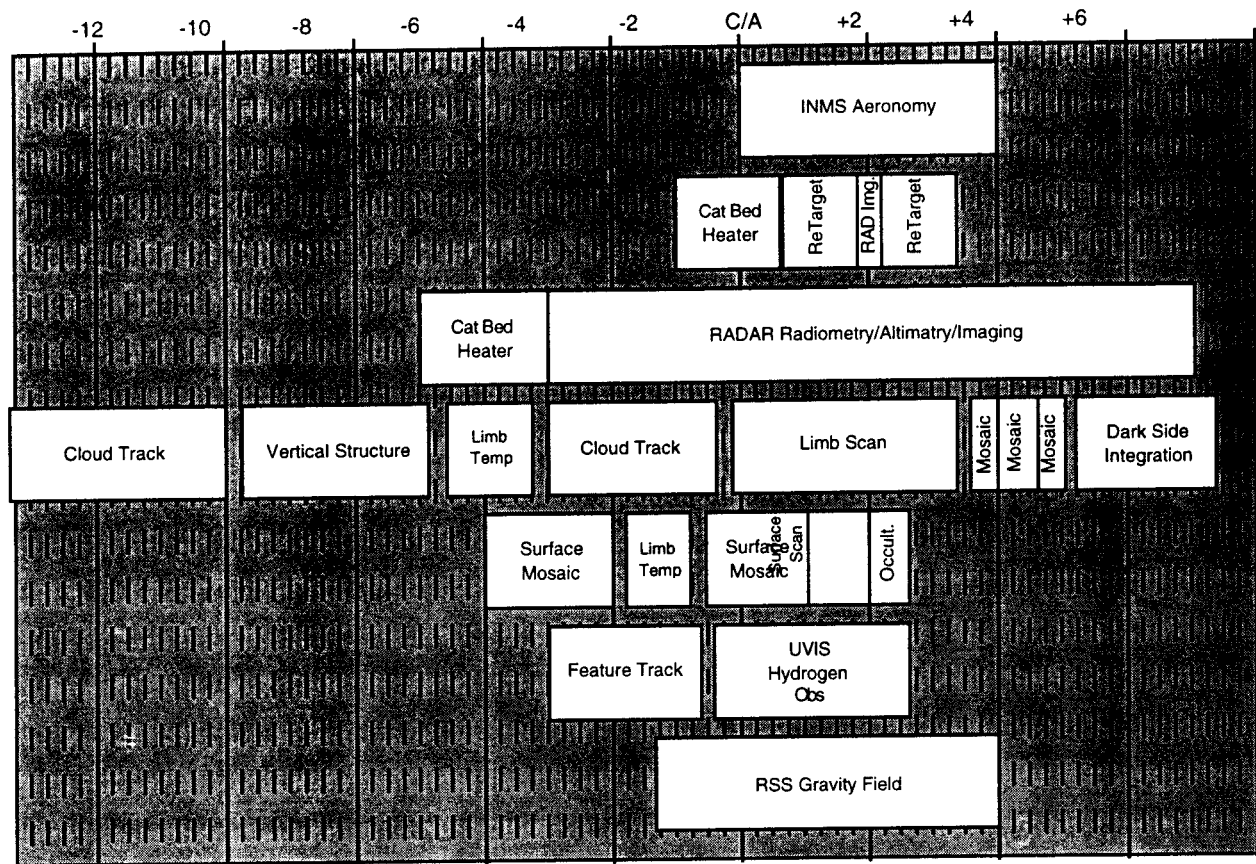 -12 -10 -8 -6 -4 -2 C/A +2 +4 +6
INMS Aeronomy
Cat Bed
Heater
ReTarget
RAD Img.
ReTarget
Cat Bed
Heater
RADAR Radiometry/Altimatry/Imaging
Cloud Track
Vertical Structure
Limb
Temp
Cloud Track
Limb Scan
Mosaic
Mosaic
Mosaic
Dark Side
Integration
Surface
Mosaic
Limb
Temp
Surface
Mosaic
Surface
Scan
Occult.
Feature Track
UVIS
Hydrogen
Obs
RSS Gravity Field